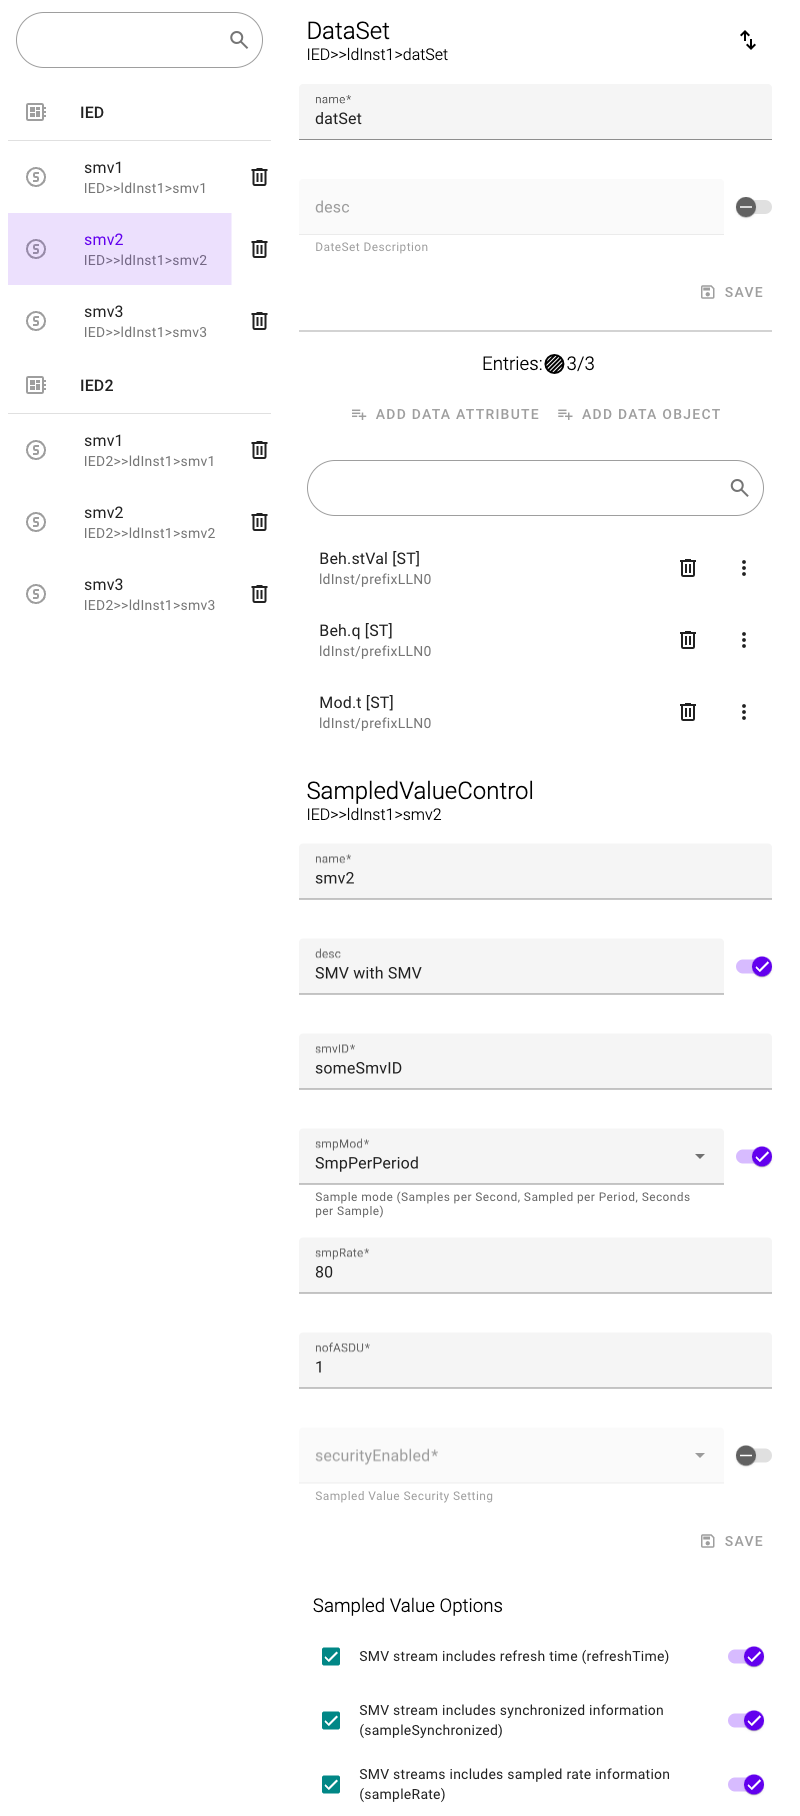 IED
smv1
IED>>ldInst1>smv1
smv2
IED>>ldInst1>smv2
smv3
IED>>ldInst1>smv3
IED2
smv1
IED2>>ldInst1>smv1
smv2
IED2>>ldInst1>smv2
smv3
IED2>>ldInst1>smv3
DataSet
IED>>ldInst1>datSet
name*
datSet
desc
DateSet Description
SAVE
Entries: 3/3
ADD DATA ATTRIBUTE ADD DATA OBJECT
Beh.stVal [ST]
ldInst/prefixLLN0
Beh.q [ST]
ldInst/prefixLLN0
Mod.t [ST]
ldInst/prefixLLN0
SampledValueControl
IED>>ldInst1>smv2
name*
smv2
desc
SMV with SMV
smvID*
someSmvID
smpMod*
SmpPerPeriod
Sample mode (Samples per Second, Sampled per Period, Seconds
per Sample)
smpRate*
80
nofASDU*
1
securityEnabled*
Sampled Value Security Setting
SAVE
Sampled Value Options
SMV stream includes refresh time (refreshTime)
SMV stream includes synchronized information
(sampleSynchronized)
SMV streams includes sampled rate information
(sampleRate)